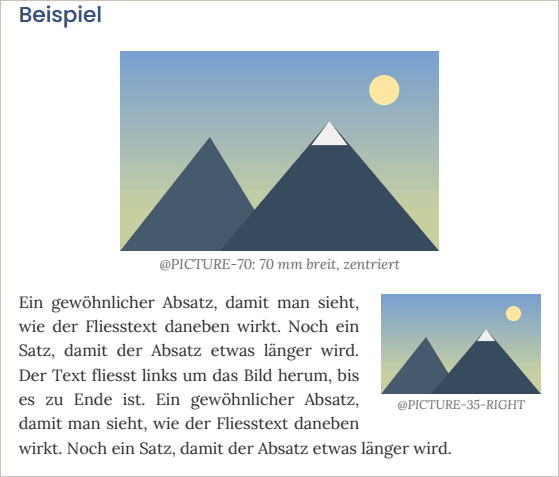 Beispiel
@PICTURE-70: 70 mm breit, zentriert
Ein gewöhnlicher Absatz, damit man sieht,
wie der Fliesstext daneben wirkt. Noch ein
Satz, damit der Absatz etwas länger wird.
Der Text fliesst links um das Bild herum, bis
es zu Ende ist. Ein gewöhnlicher Absatz,
damit man sieht, wie der Fliesstext daneben
wirkt. Noch ein Satz, damit der Absatz etwas länger wird.
@PICTURE-35-RIGHT